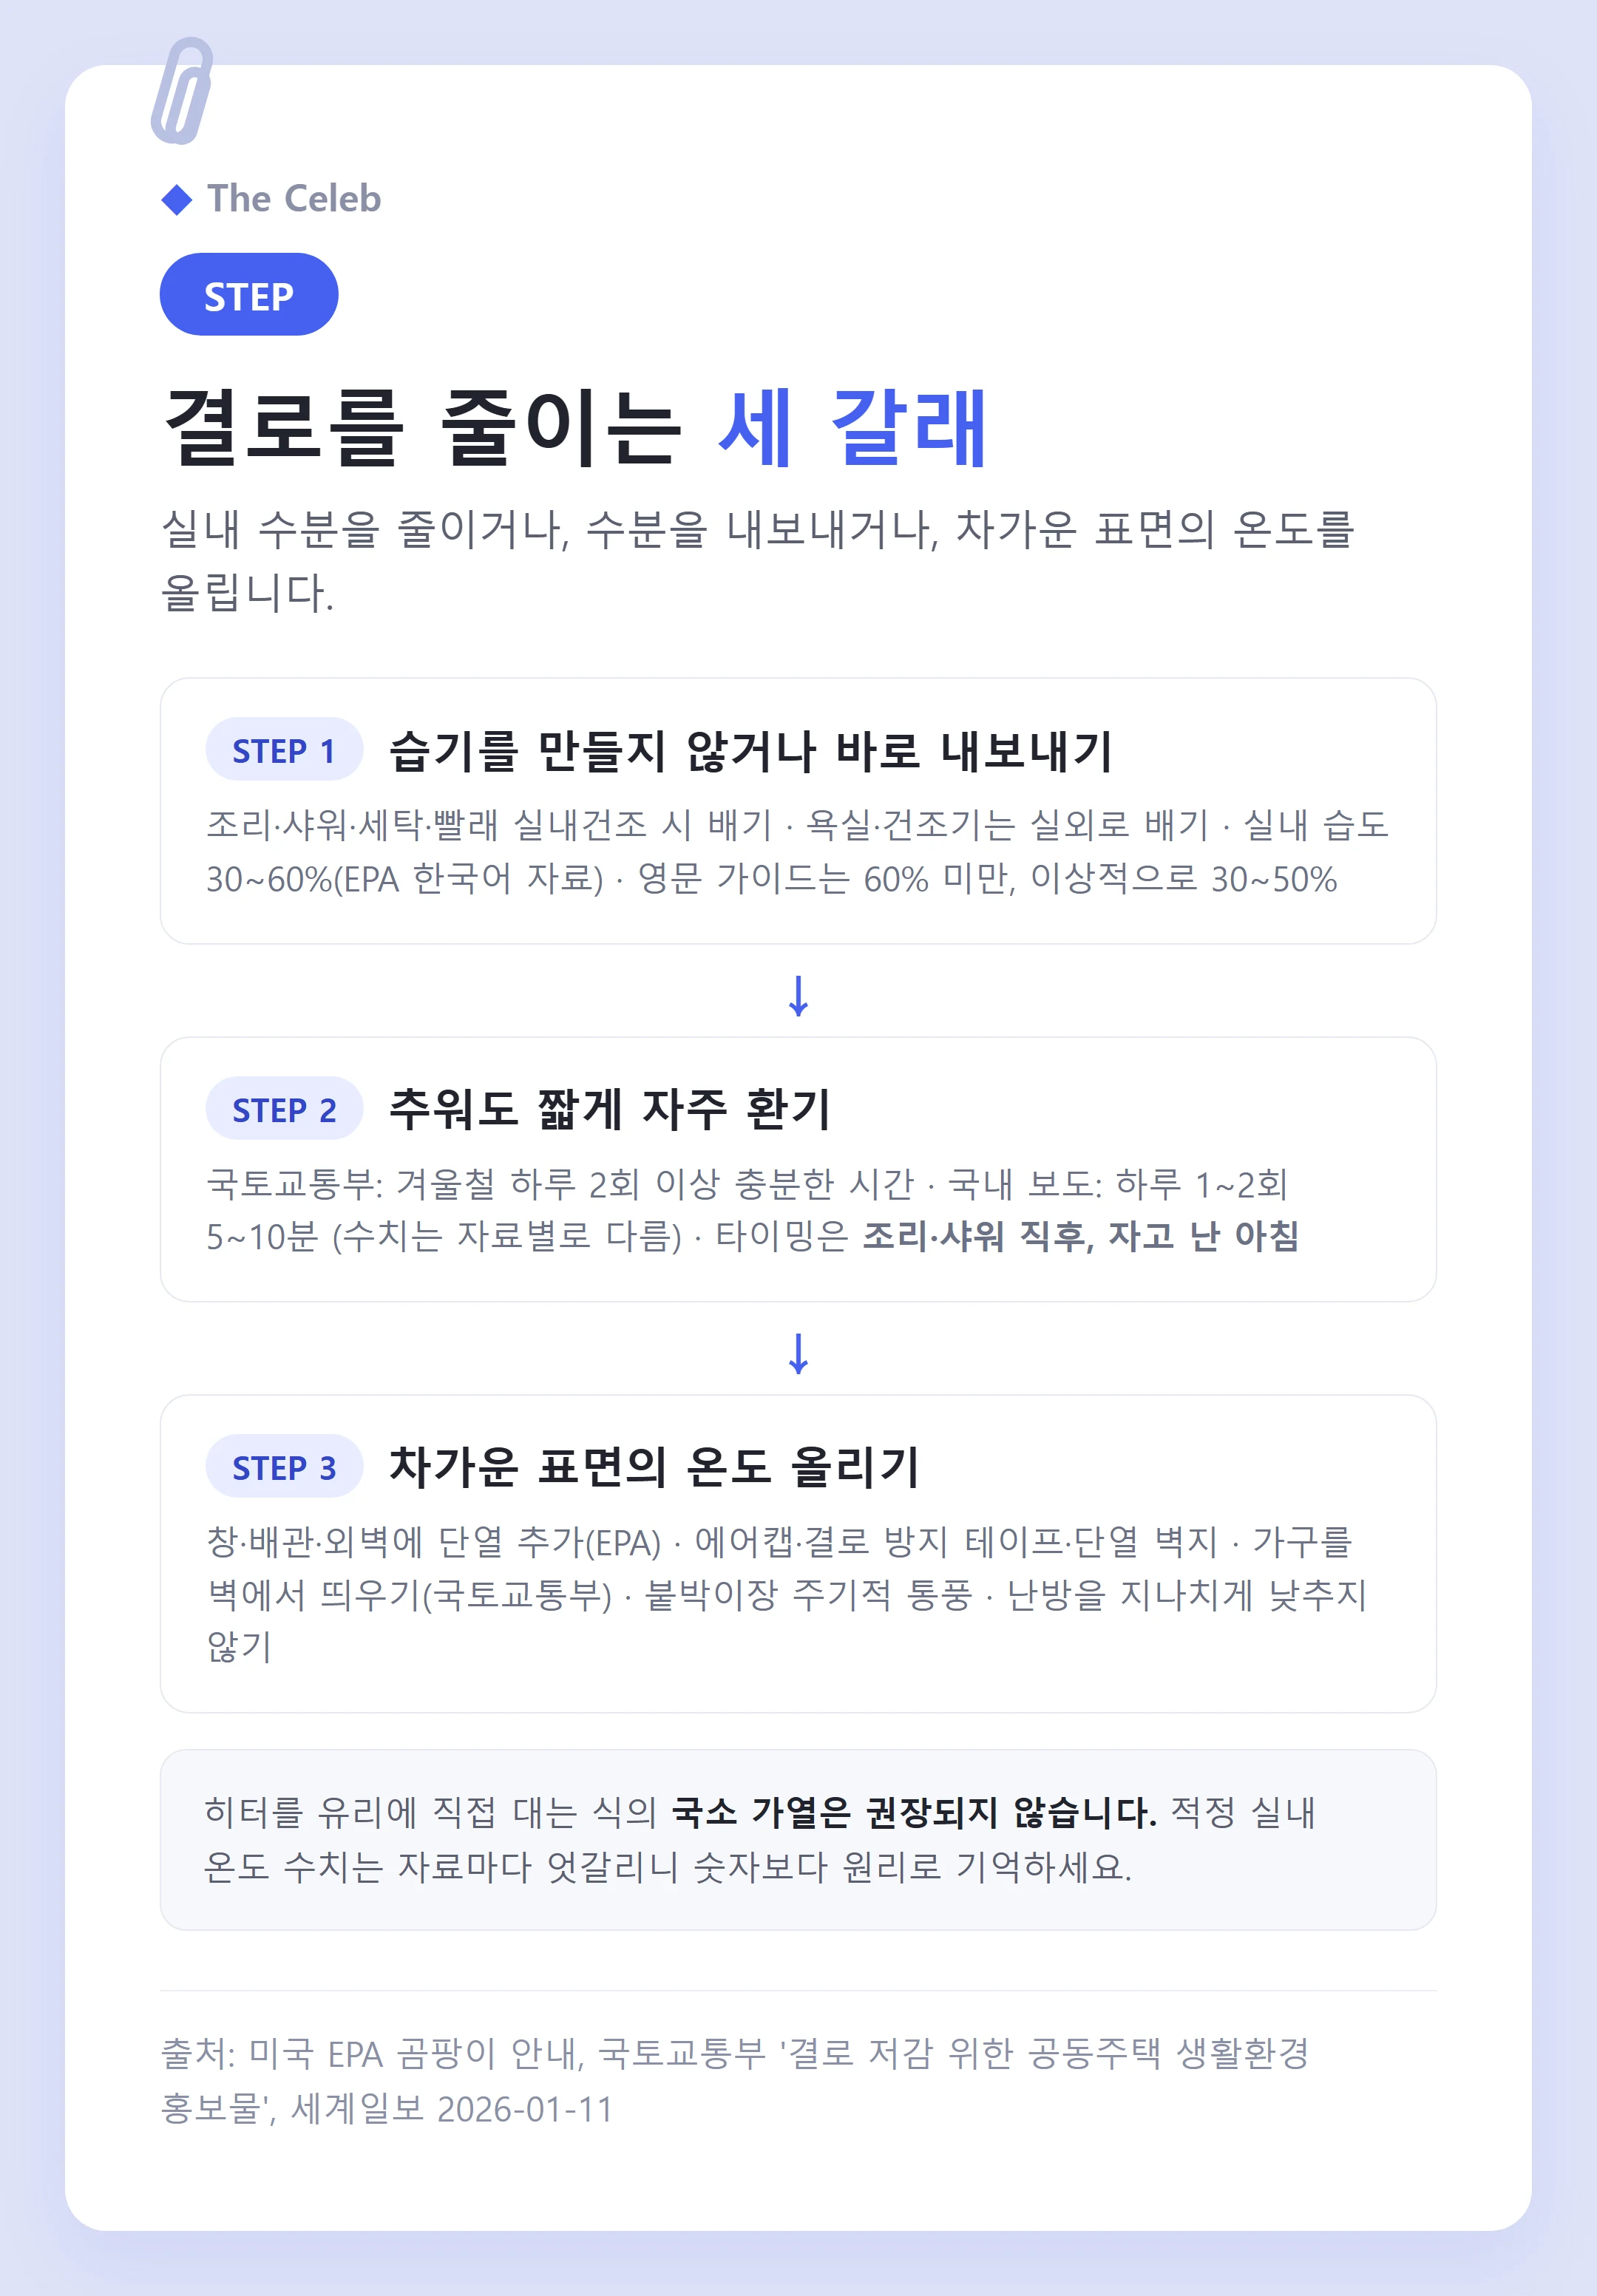 ◆ The Celeb
STEP
결로를 줄이는 세 갈래
실내 수분을 줄이거나, 수분을 내보내거나, 차가운 표면의 온도를
올립니다.
STEP 1 습기를 만들지 않거나 바로 내보내기
조리·샤워·세탁·빨래 실내건조 시 배기 · 욕실·건조기는 실외로 배기 · 실내 습도
30~60%(EPA 한국어 자료) · 영문 가이드는 60% 미만, 이상적으로 30~50%
↓
STEP 2 추워도 짧게 자주 환기
국토교통부: 겨울철 하루 2회 이상 충분한 시간 · 국내 보도: 하루 1~2회
5~10분 (수치는 자료별로 다름) · 타이밍은 조리·샤워 직후, 자고 난 아침
↓
STEP 3 차가운 표면의 온도 올리기
창·배관·외벽에 단열 추가(EPA) · 에어캡·결로 방지 테이프·단열 벽지 · 가구를
벽에서 띄우기(국토교통부) · 붙박이장 주기적 통풍 · 난방을 지나치게 낮추지
않기
히터를 유리에 직접 대는 식의 국소 가열은 권장되지 않습니다. 적정 실내
온도 수치는 자료마다 엇갈리니 숫자보다 원리로 기억하세요.
출처: 미국 EPA 곰팡이 안내, 국토교통부 '결로 저감 위한 공동주택 생활환경
홍보물', 세계일보 2026-01-11